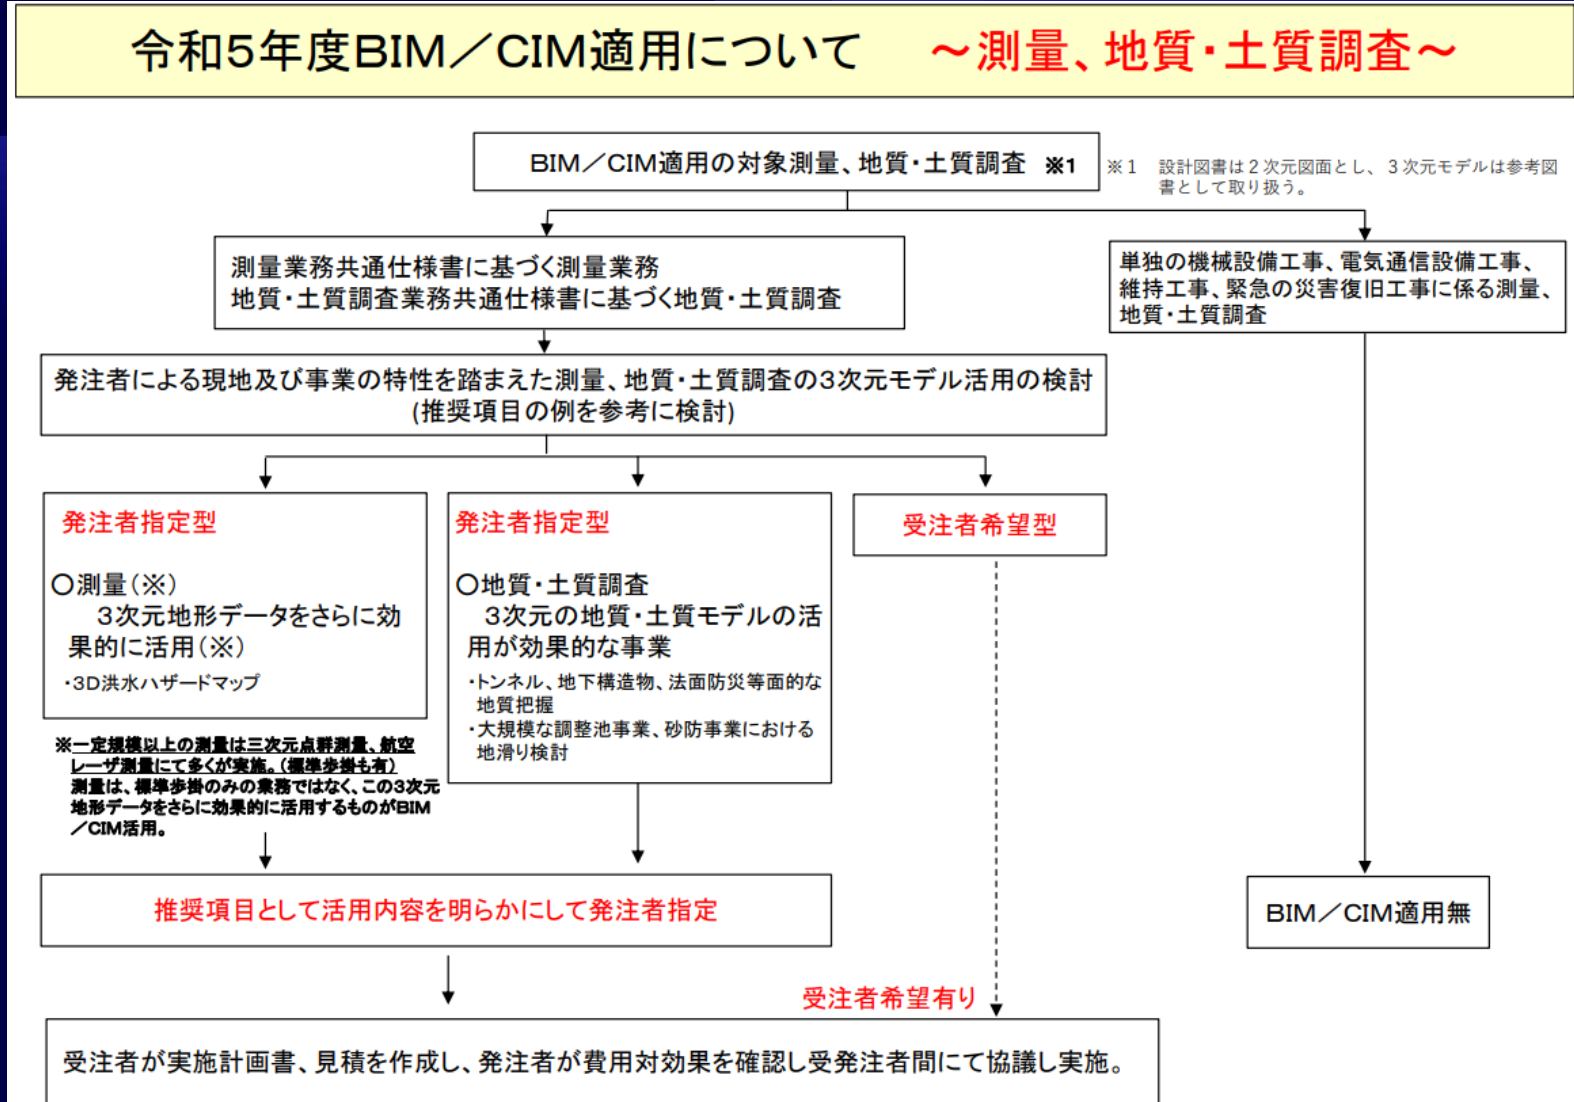 令和5年度BIM／CIM適用について　～測量、地質・土質調査～
BIM／CIM適用の対象測量、地質・土質調査　※1
※1　設計図書は2次元図面とし、3次元モデルは参考図
書として取り扱う。
測量業務共通仕様書に基づく測量業務
地質・土質調査業務共通仕様書に基づく地質・土質調査
単独の機械設備工事、電気通信設備工事、
維持工事、緊急の災害復旧工事に係る測量、
地質・土質調査
発注者による現地及び事業の特性を踏まえた測量、地質・土質調査の3次元モデル活用の検討
(推奨項目の例を参考に検討)
発注者指定型
○測量(※)
3次元地形データをさらに効
果的に活用(※)
・3D洪水ハザードマップ
※一定規模以上の測量は三次元点群測量、航空
レーザ測量にて多くが実施。(標準歩掛も有)
測量は、標準歩掛のみの業務ではなく、この3次元
地形データをさらに効果的に活用するものがBIM
／CIM活用。
発注者指定型
○地質・土質調査
3次元の地質・土質モデルの活
用が効果的な事業
・トンネル、地下構造物、法面防災等面的な
地質把握
・大規模な調整池事業、砂防事業における
地滑り検討
受注者希望型
推奨項目として活用内容を明らかにして発注者指定
BIM／CIM適用無
受注者希望有り
受注者が実施計画書、見積を作成し、発注者が費用対効果を確認し受発注者間にて協議し実施。